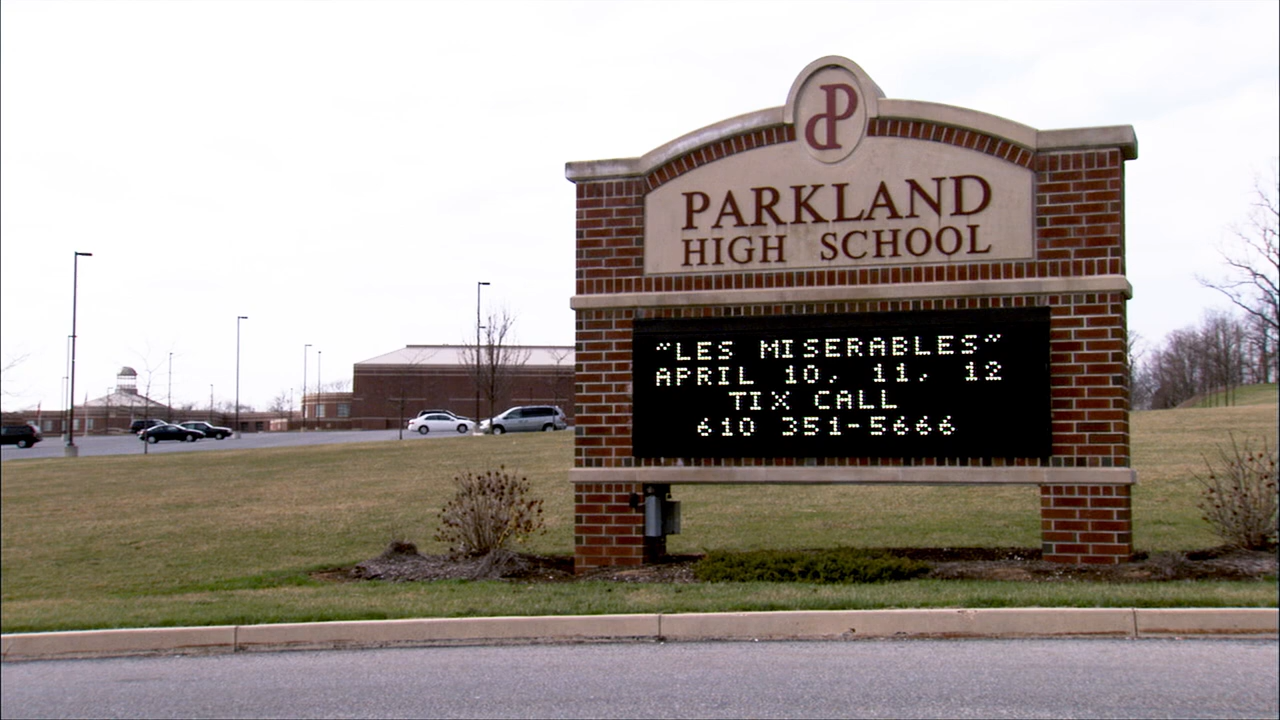 P
PARKLAND
HIGH SCHOOL
"LES MISERABLES"
APRIL 10, 11, 12
TIX CALL
610 351-5666